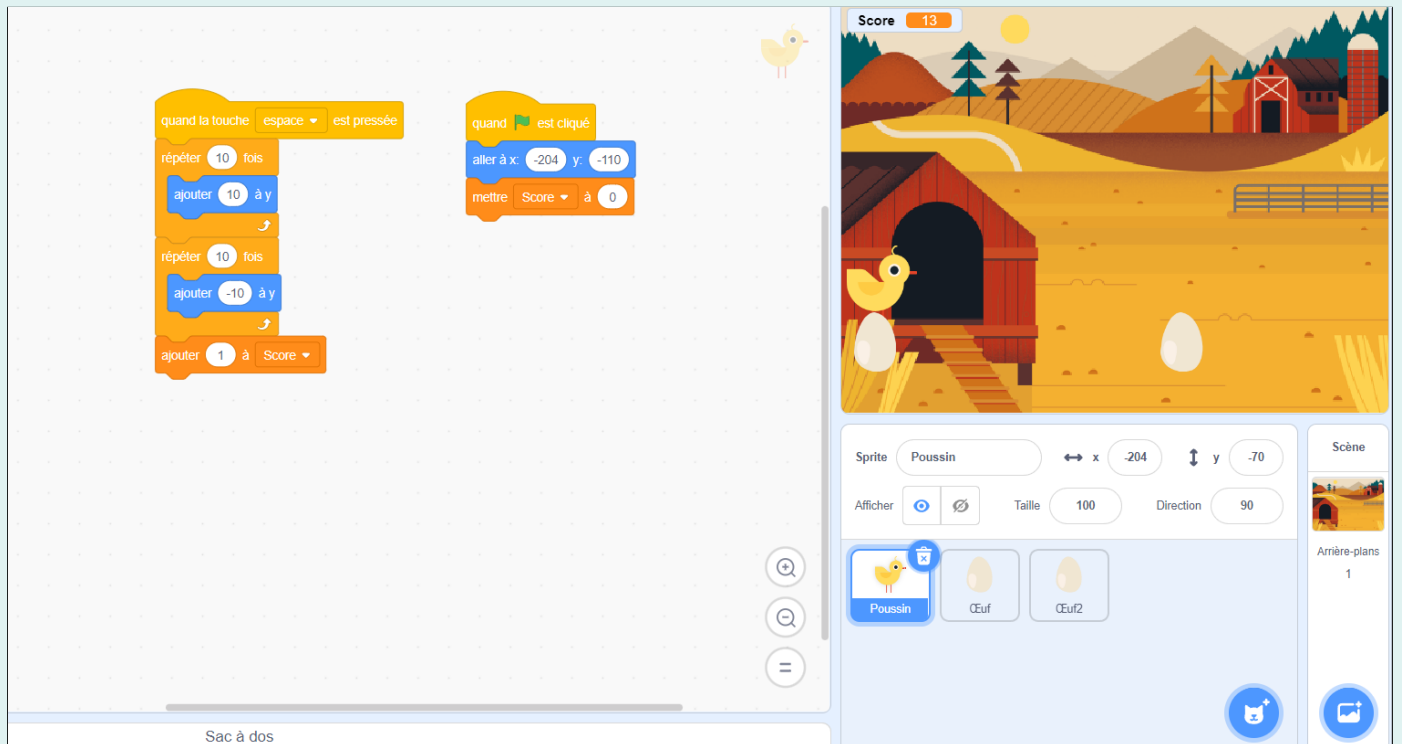 quand la touche espace est pressée
répéter 10 fois
ajouter 10 à y
répéter 10 fois
ajouter -10 à y
ajouter 1 à Score
quand est cliqué
aller à x: -204 y: -110
mettre Score à 0
Score 13
Sprite Poussin x -204 y -70
Afficher Taille 100 Direction 90
Poussin
Œuf
Œuf2
Scène
Arrière-plans
1
Sac à dos